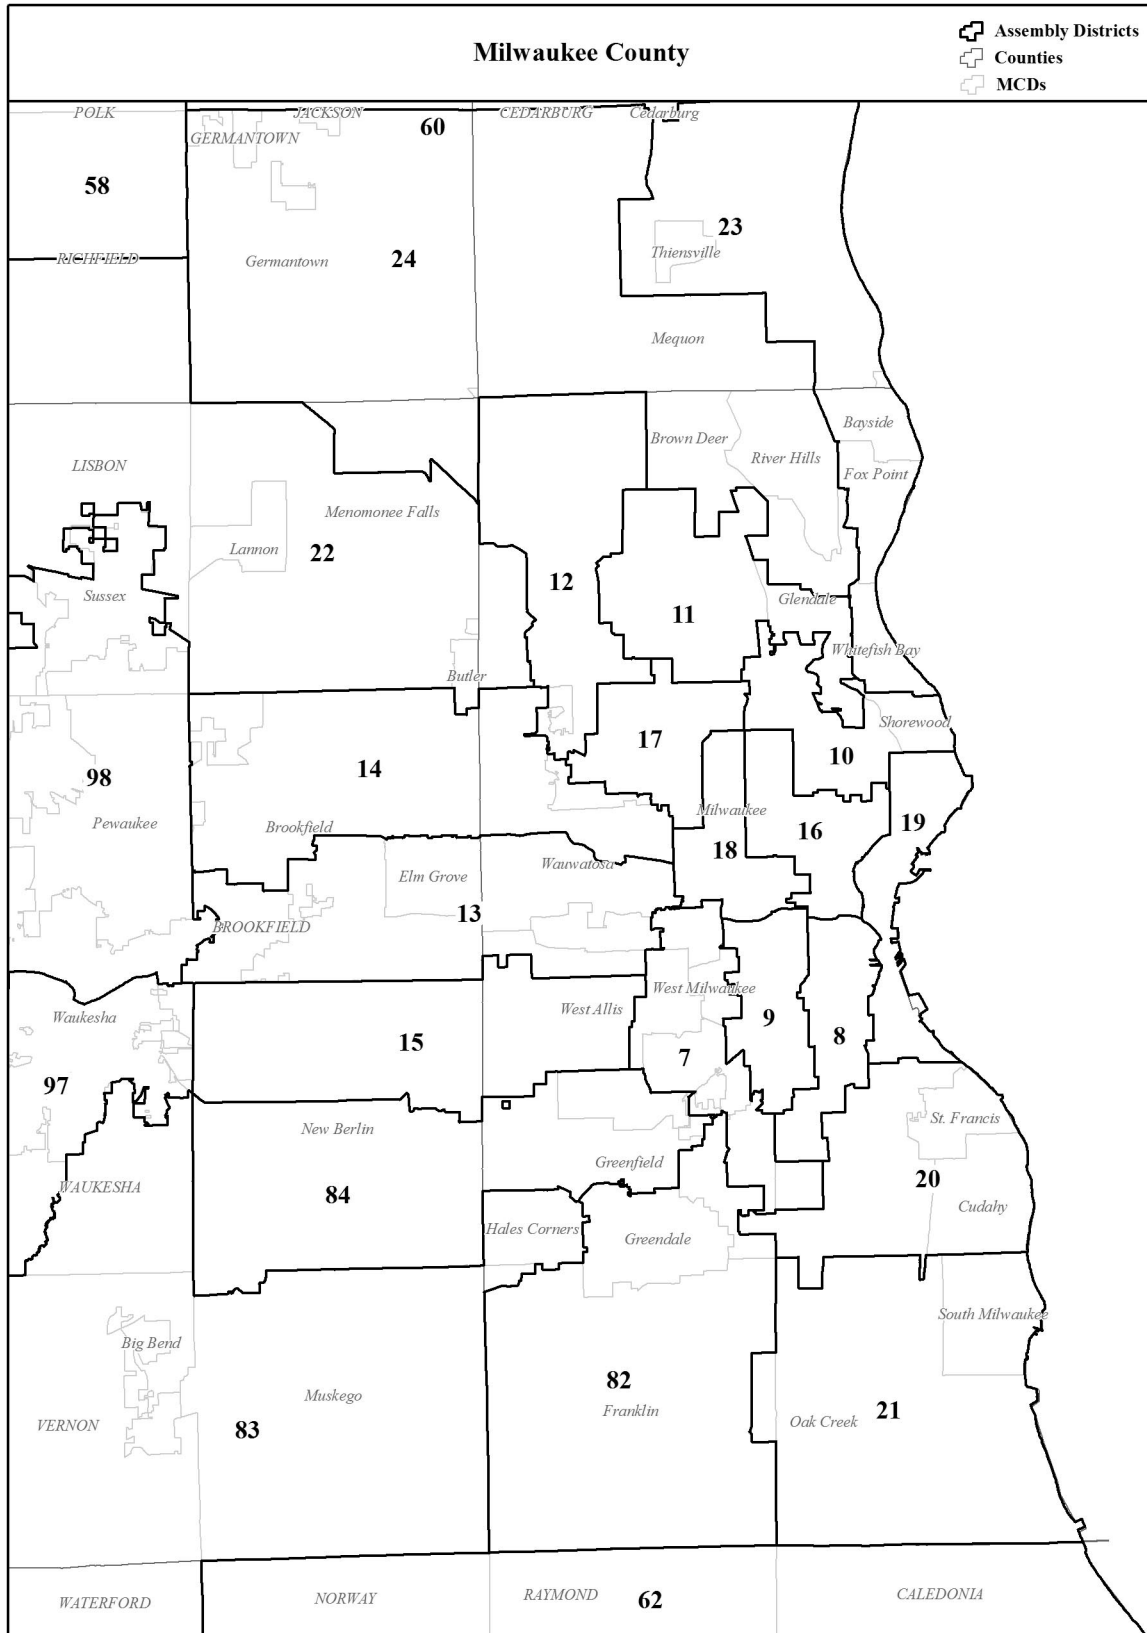 Milwaukee County
Assembly Districts
Counties
MCDs
POLK
JACKSON
CEDARBURG
Cedarburg
60
GERMANTOWN
58
23
Thiensville
RICHFIELD
Germantown
24
Mequon
Bayside
Brown Deer
River Hills
LISBON
Fox Point
Menomonee Falls
Lannon
22
12
Sussex
Glendale
11
Whitefish Bay
Butler
Shorewood
17
10
14
98
Milwaukee
Pewaukee
Brookfield
16
19
18
Wauwatosa
Elm Grove
13
BROOKFIELD
West Milwaukee
West Allis
Waukesha
9
8
15
7
97
St. Francis
New Berlin
Greenfield
20
WAUKESHA
84
Cudahy
Hales Corners
Greendale
South Milwaukee
Big Bend
82
Muskego
Franklin
21
Oak Creek
VERNON
83
WATERFORD
NORWAY
RAYMOND
62
CALEDONIA